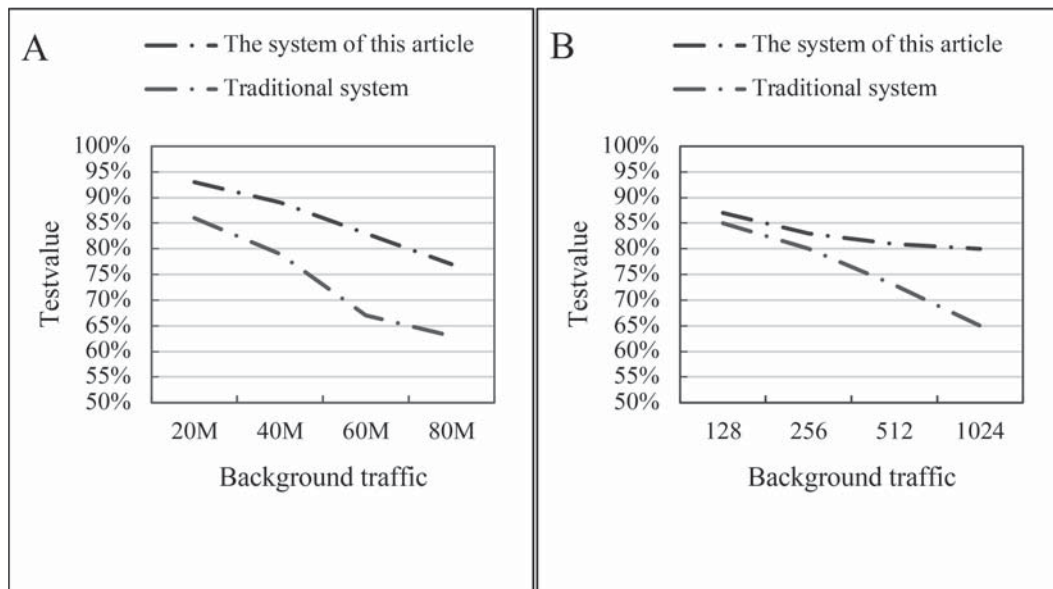 A
The system of this article
Traditional system
100%
95%
90%
85%
80%
75%
70%
65%
60%
55%
50%
Testvalue
20M 40M 60M 80M
Background traffic
B
The system of this article
Traditional system
100%
95%
90%
85%
80%
75%
70%
65%
60%
55%
50%
Testvalue
128 256 512 1024
Background traffic